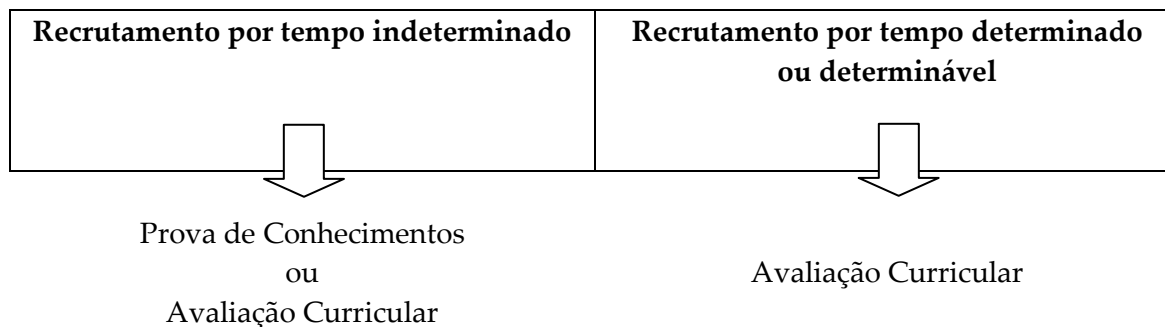 Recrutamento por tempo indeterminado
Recrutamento por tempo determinado
ou determinável
Prova de Conhecimentos
ou
Avaliação Curricular
Avaliação Curricular